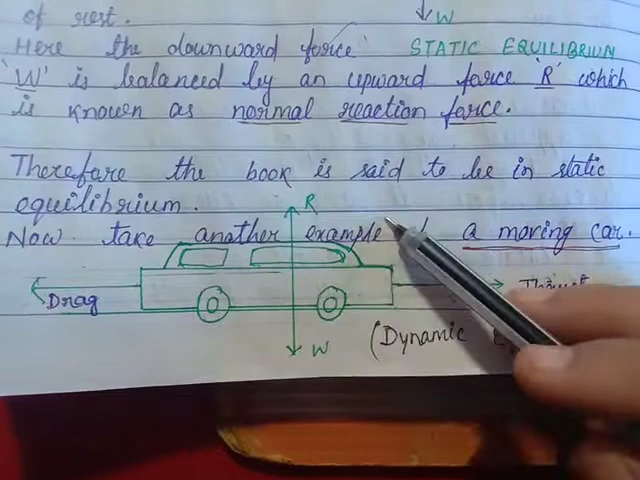 of rest.
W
Here the downward force STATIC EQUILIBRIUM
'W' is balanced by an upward force 'R' which
is known as normal reaction force.
Therefore the book is said to be in static
equilibrium.
R
Now take another example a moving car.
Drag
W
(Dynamic